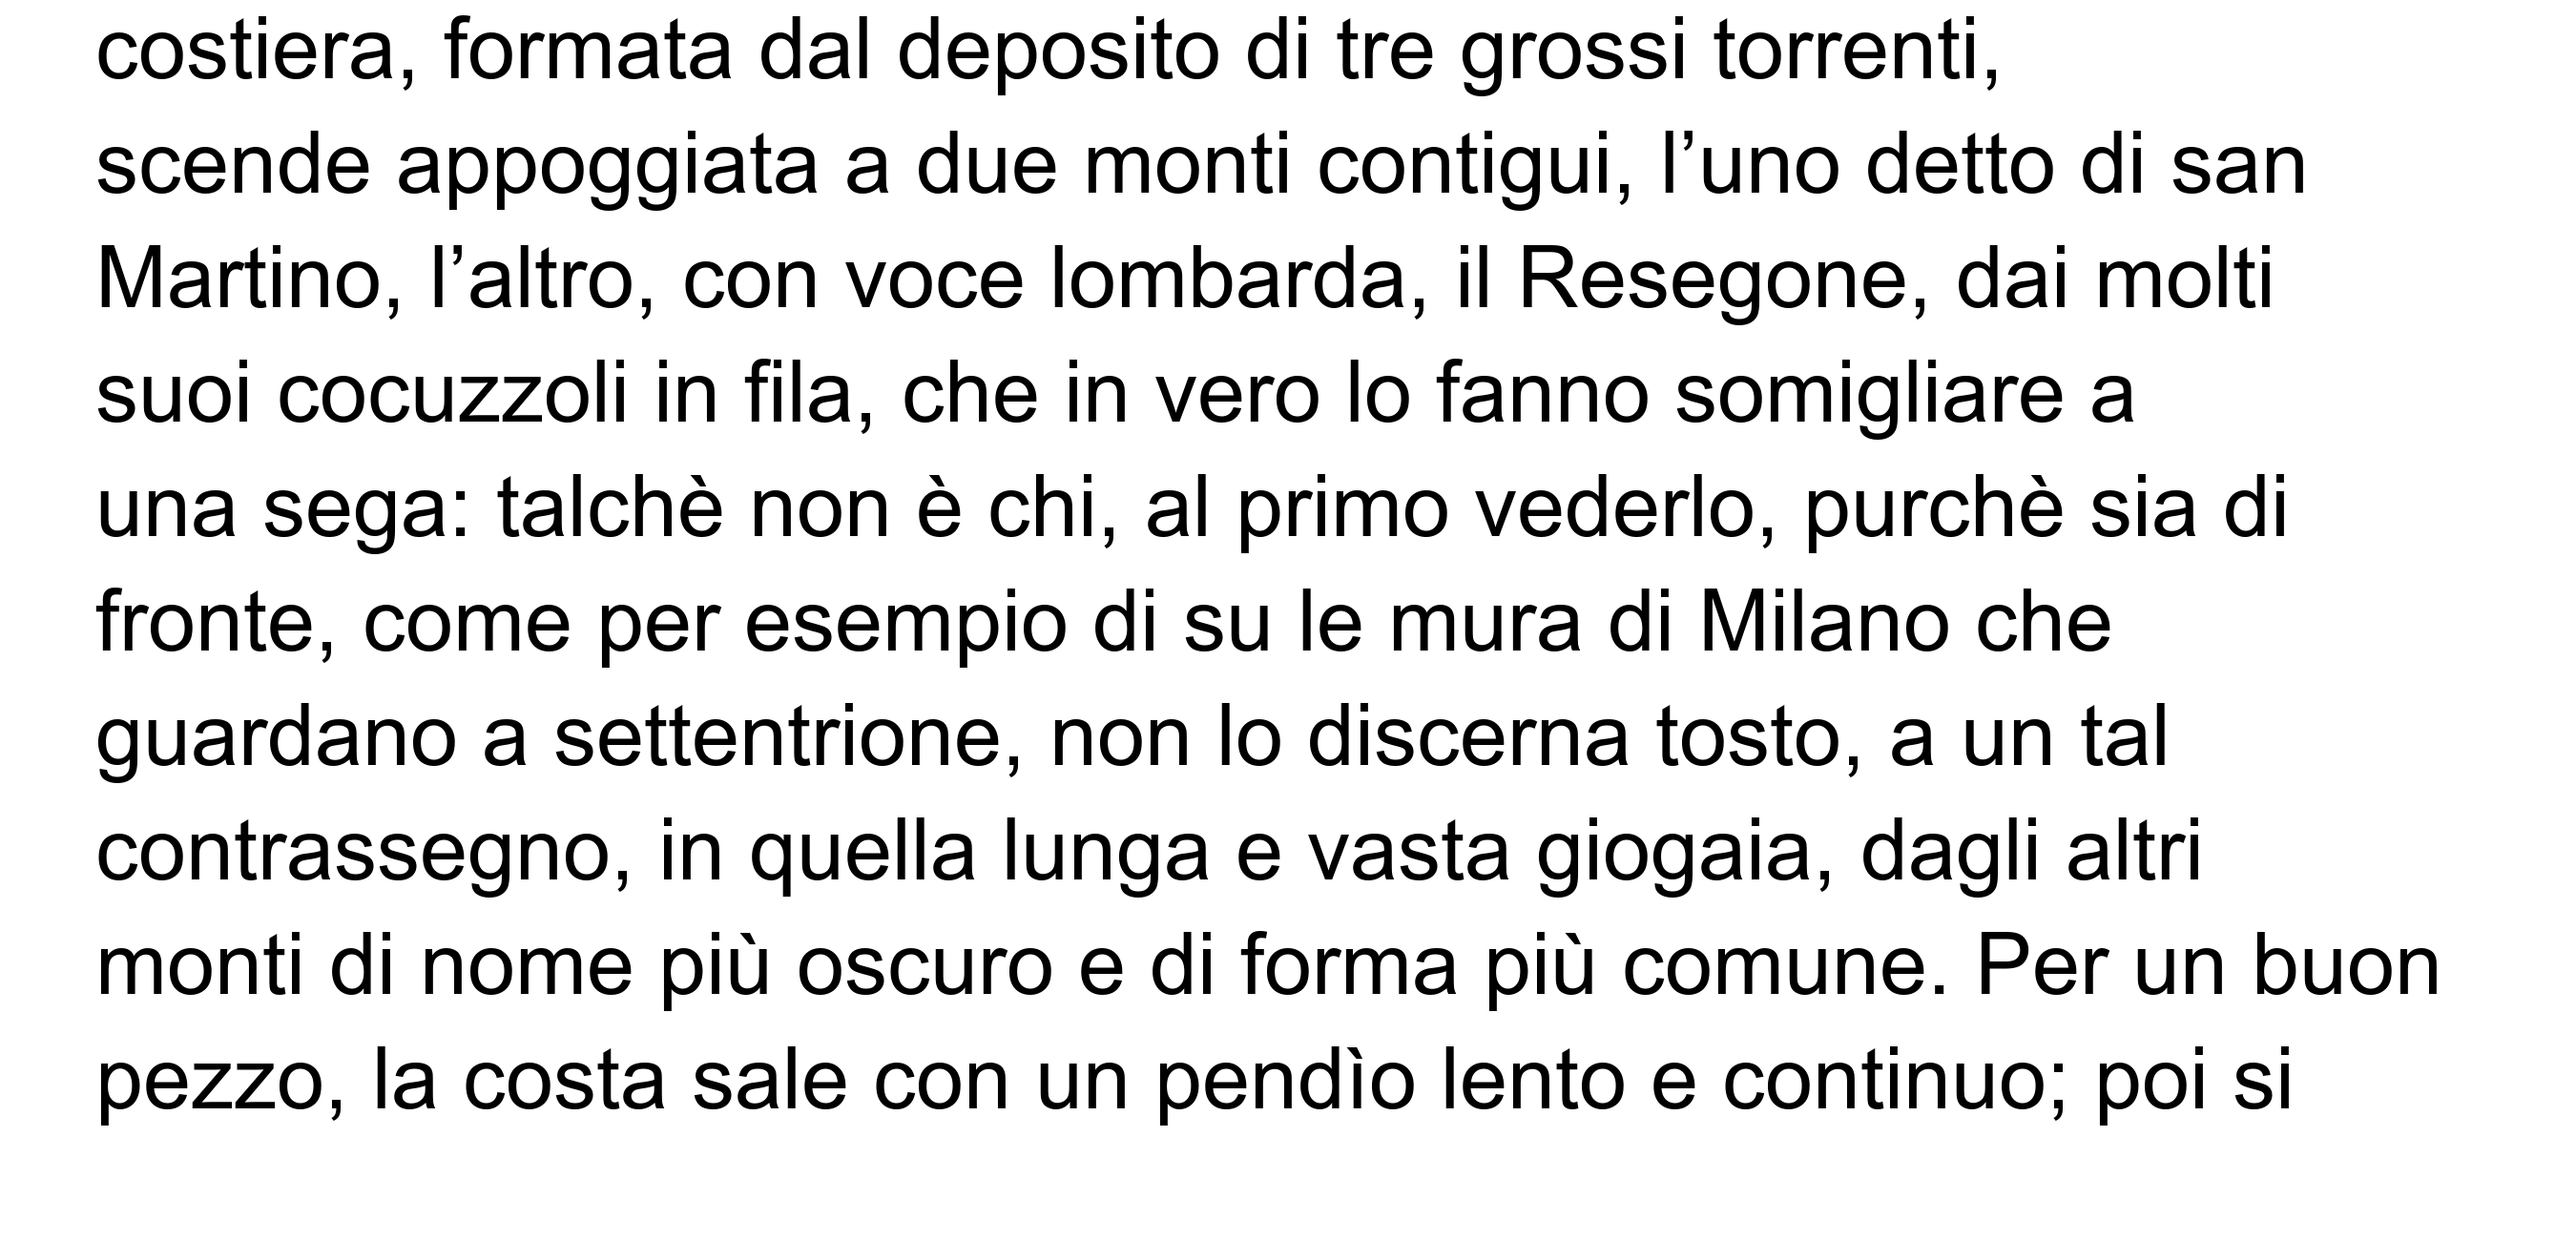 costiera, formata dal deposito di tre grossi torrenti,
scende appoggiata a due monti contigui, l’uno detto di san
Martino, l’altro, con voce lombarda, il Resegone, dai molti
suoi cocuzzoli in fila, che in vero lo fanno somigliare a
una sega: talchè non è chi, al primo vederlo, purchè sia di
fronte, come per esempio di su le mura di Milano che
guardano a settentrione, non lo discerna tosto, a un tal
contrassegno, in quella lunga e vasta giogaia, dagli altri
monti di nome più oscuro e di forma più comune. Per un buon
pezzo, la costa sale con un pendìo lento e continuo; poi si